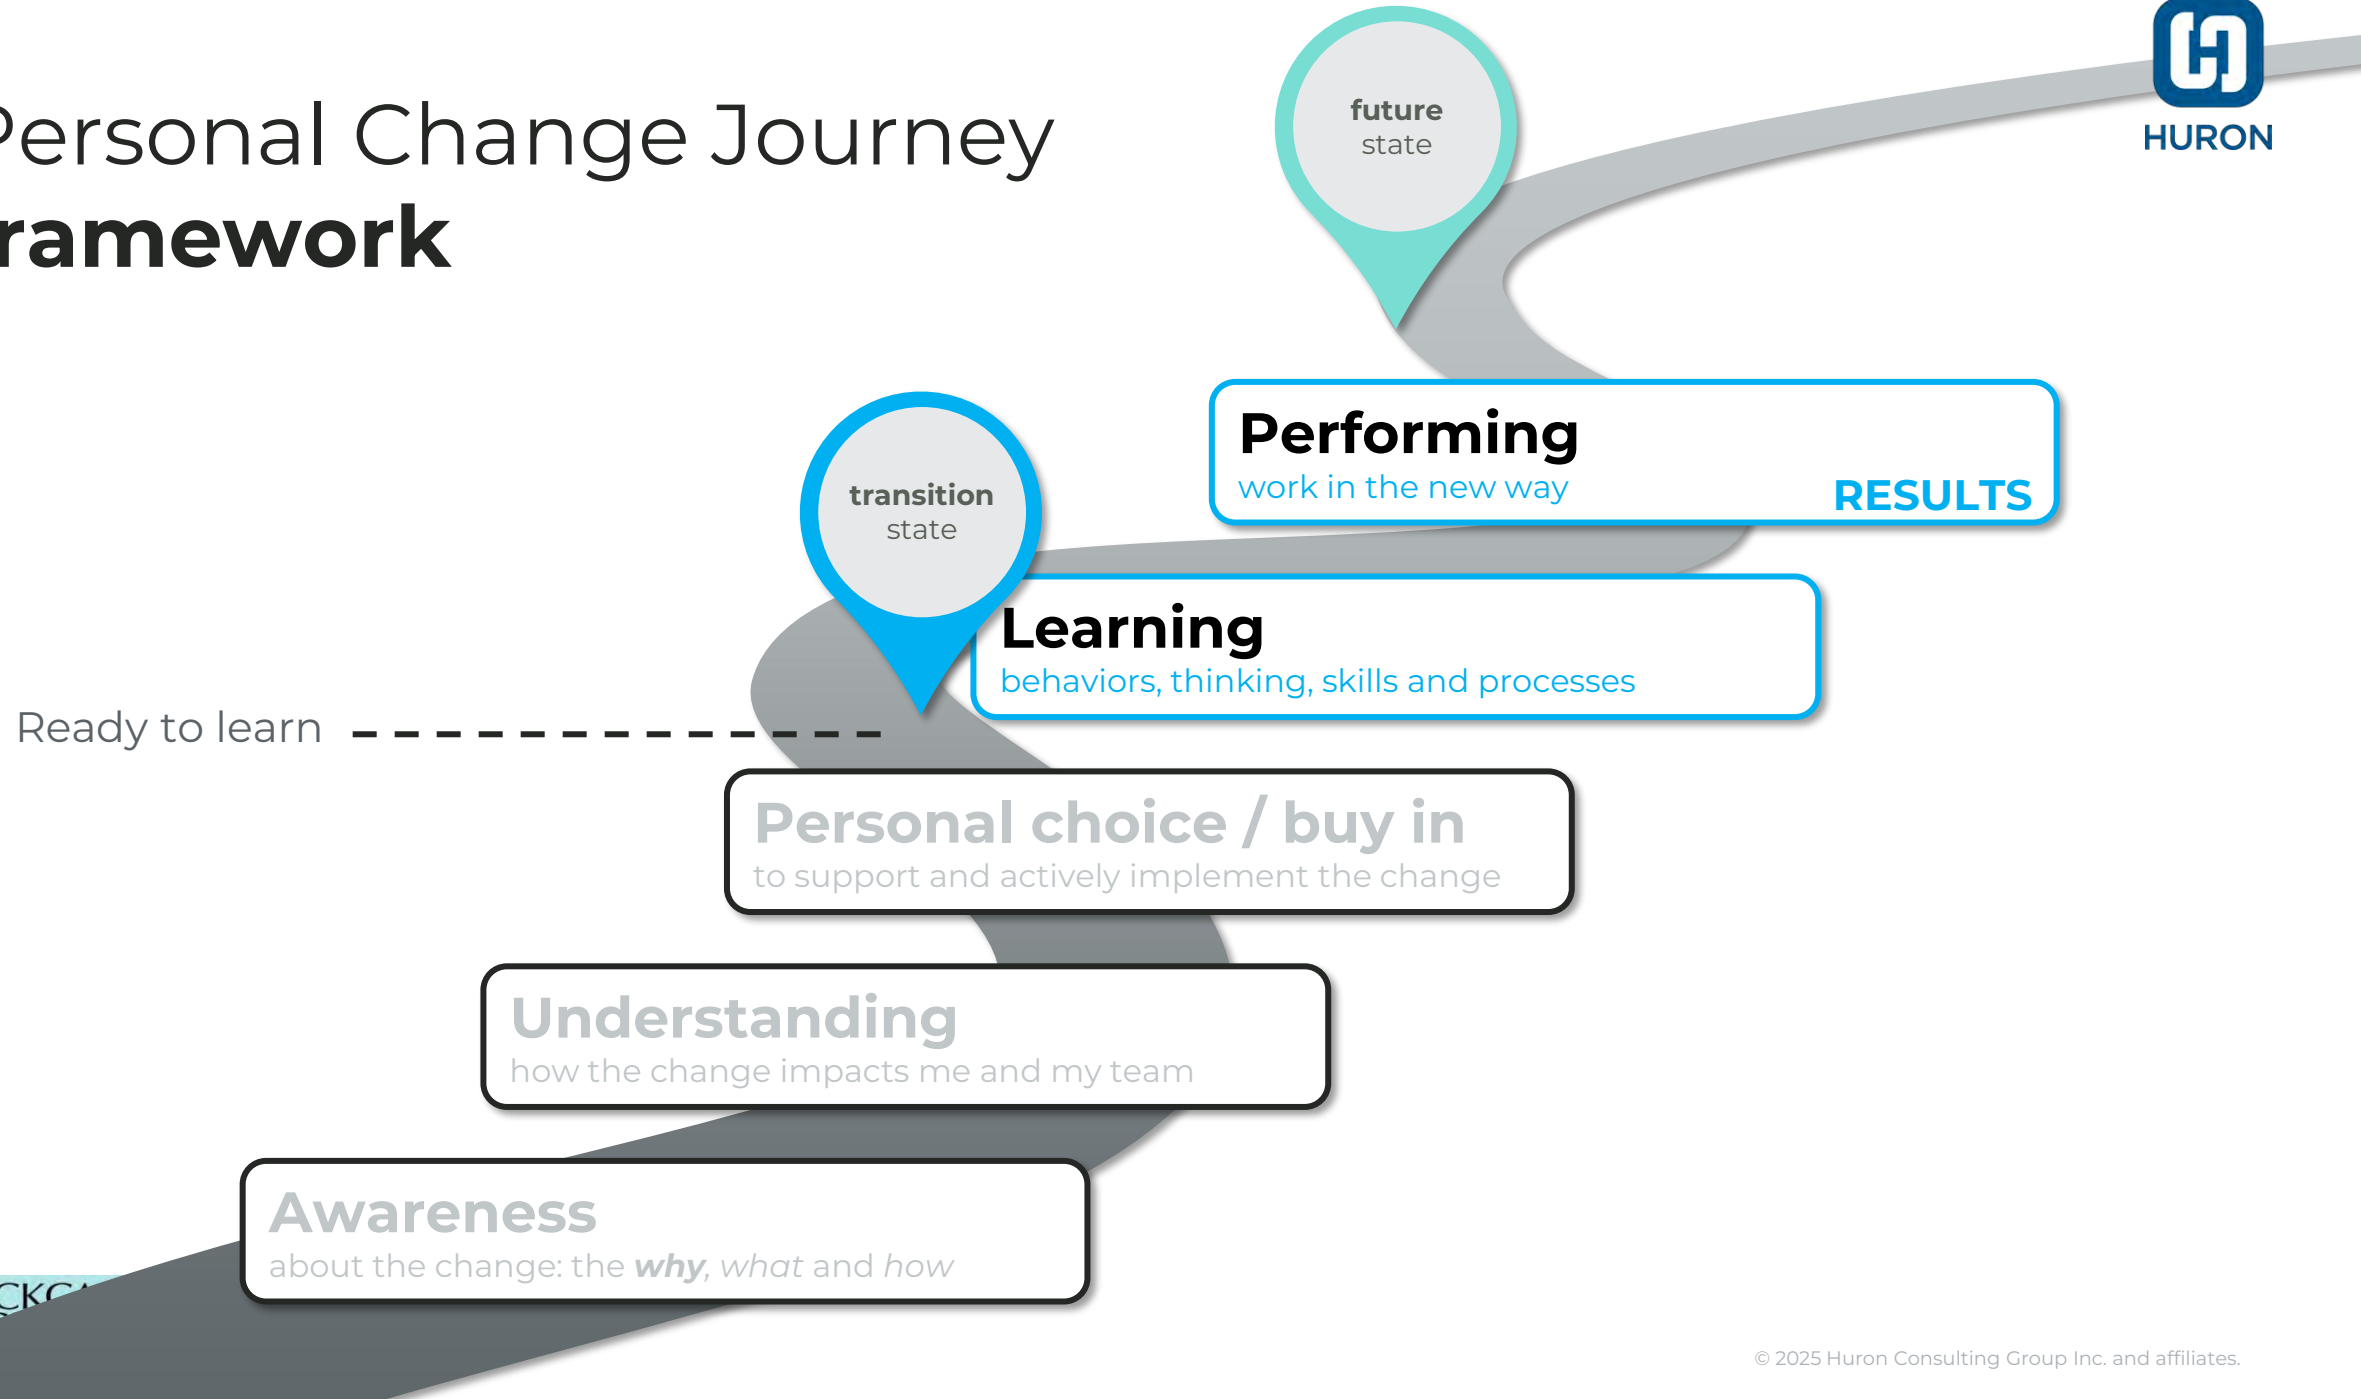 Personal Change Journey
ramework
future
state
HURON
Performing
work in the new way
RESULTS
transition
state
Learning
behaviors, thinking, skills and processes
Ready to learn
Personal choice / buy in
to support and actively implement the change
Understanding
how the change impacts me and my team
Awareness
about the change: the why, what and how
© 2025 Huron Consulting Group Inc. and affiliates.